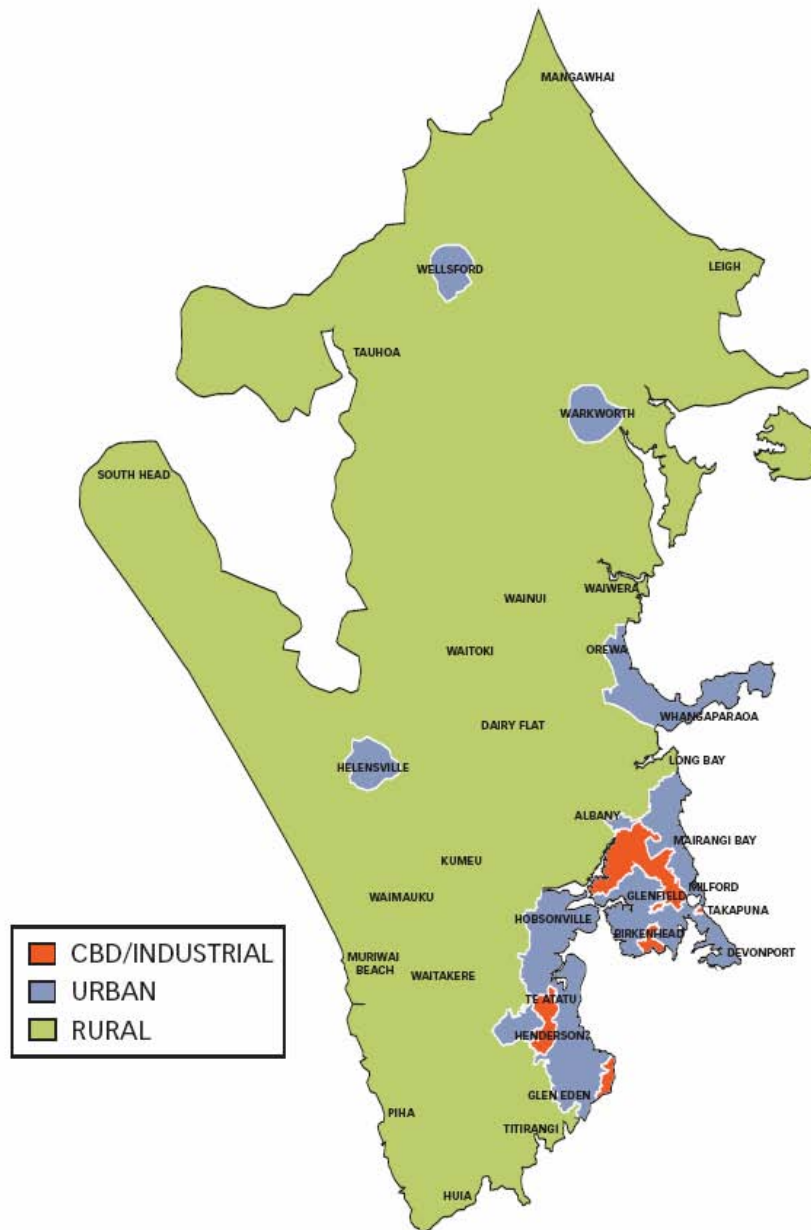 MANGAWHAI
WELLSFORD
LEIGH
TAUHOA
WARKWORTH
SOUTH HEAD
WAIWERA
WAINUI
OREWA
WAITOKI
WHANGAPARAOA
DAIRY FLAT
LONG BAY
HELENSVILLE
ALBANY
MAIRANGI BAY
KUMEU
MILFORD
GLENFIELD
WAIMAUKU
TAKAPUNA
HOBSONVILLE
BIRKENHEAD
DEVONPORT
CBD/INDUSTRIAL
URBAN
RURAL
MURIWAI
BEACH
WAITAKERE
TE ATATU
HENDERSON?
GLEN EDEN
PIHA
TITIRANGI
HUIA